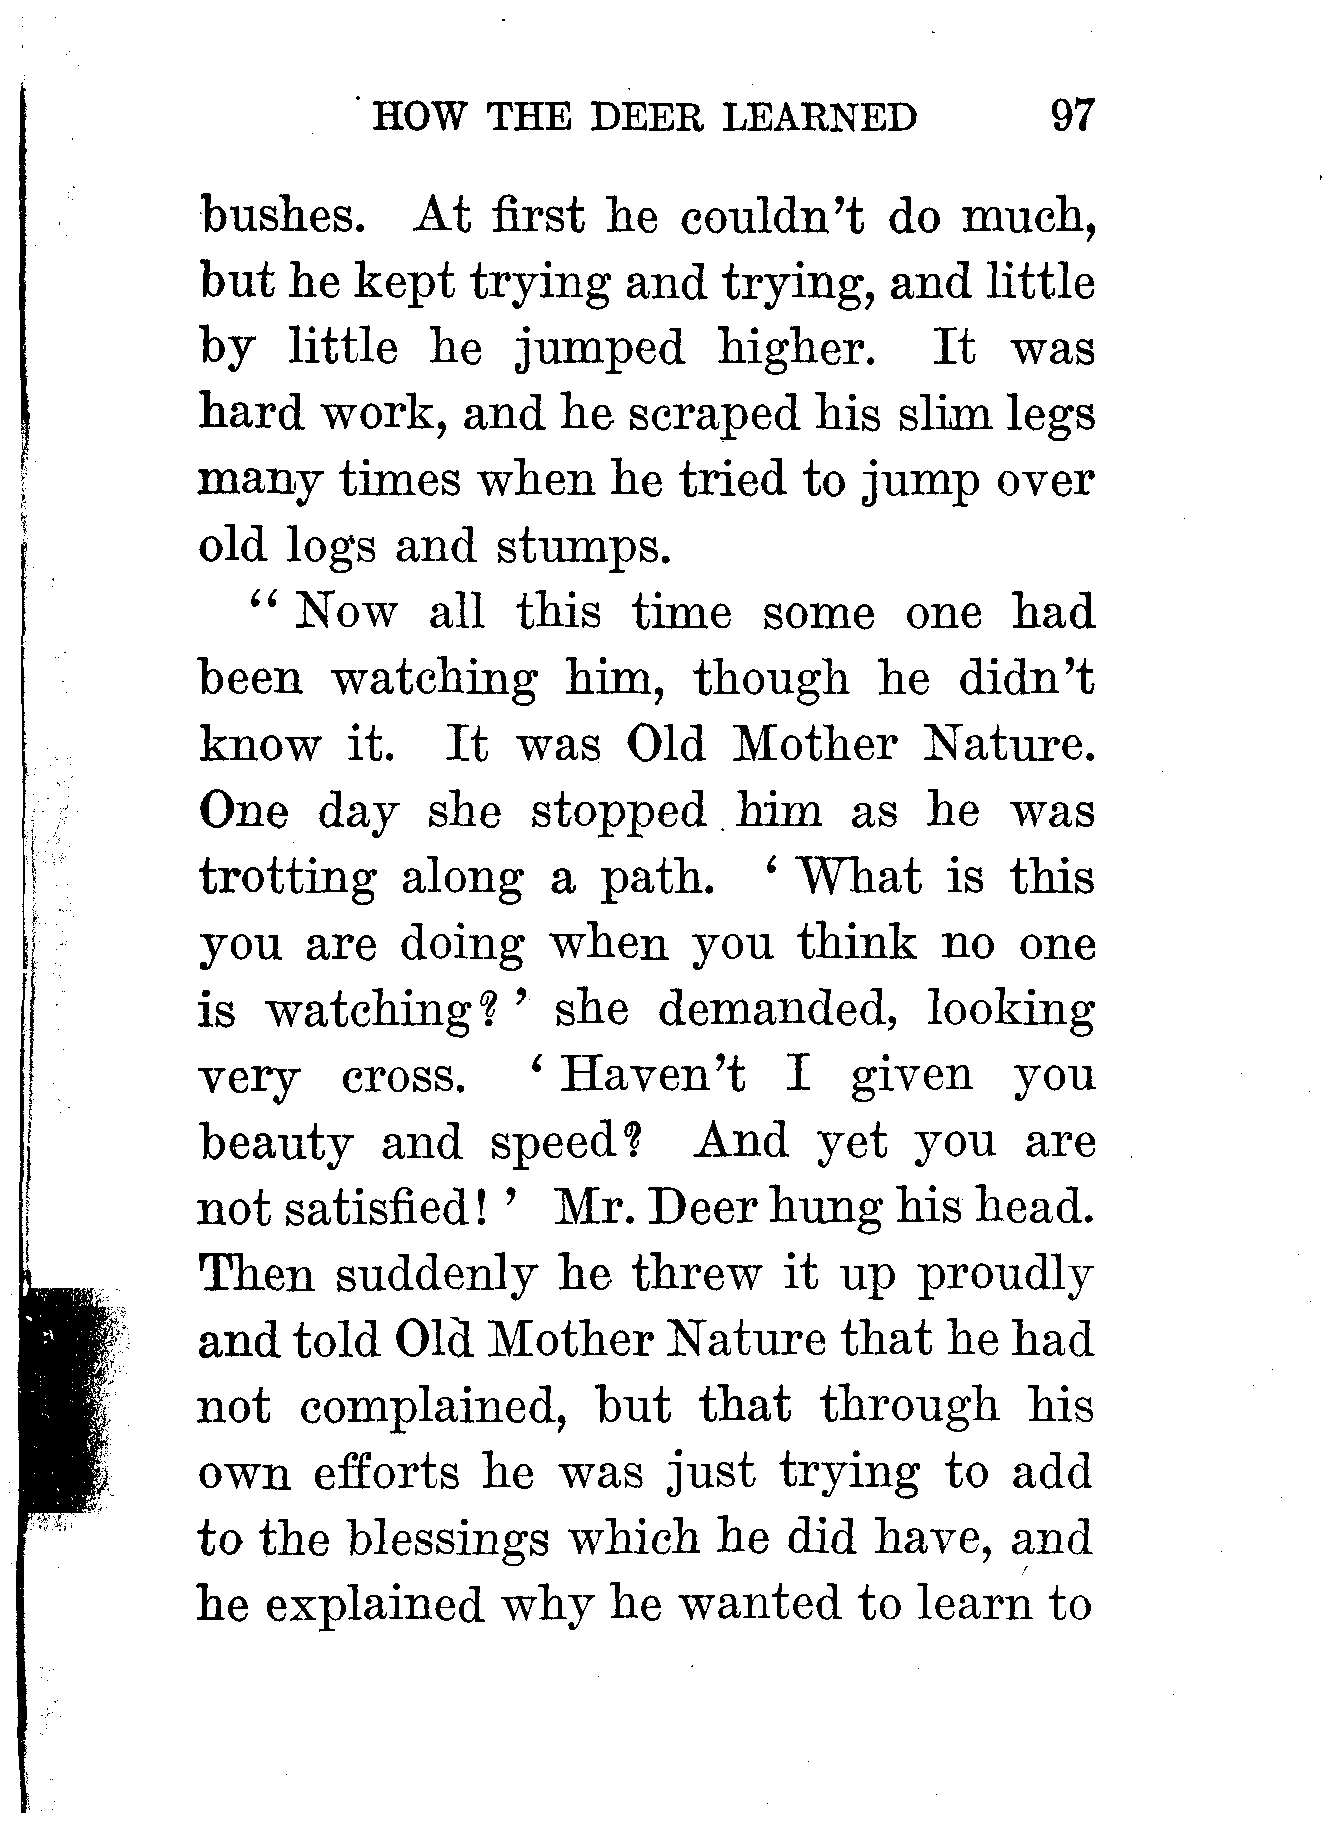 HOW THE DEER LEARNED 97
bushes. At first he couldn't do much,
but he kept trying and trying, and little
by little he jumped higher. It was
hard work, and he scraped his slim legs
many times when he tried to jump over
old logs and stumps.
“ Now all this time some one had
been watching him, though he didn't
know it. It was Old Mother Nature.
One day she stopped him as he was
trotting along a path. ‘ What is this
you are doing when you think no one
is watching? ’ she demanded, looking
very cross. ‘ Haven't I given you
beauty and speed? And yet you are
not satisfied! ’ Mr. Deer hung his head.
Then suddenly he threw it up proudly
and told Old Mother Nature that he had
not complained, but that through his
own efforts he was just trying to add
to the blessings which he did have, and
he explained why he wanted to learn to